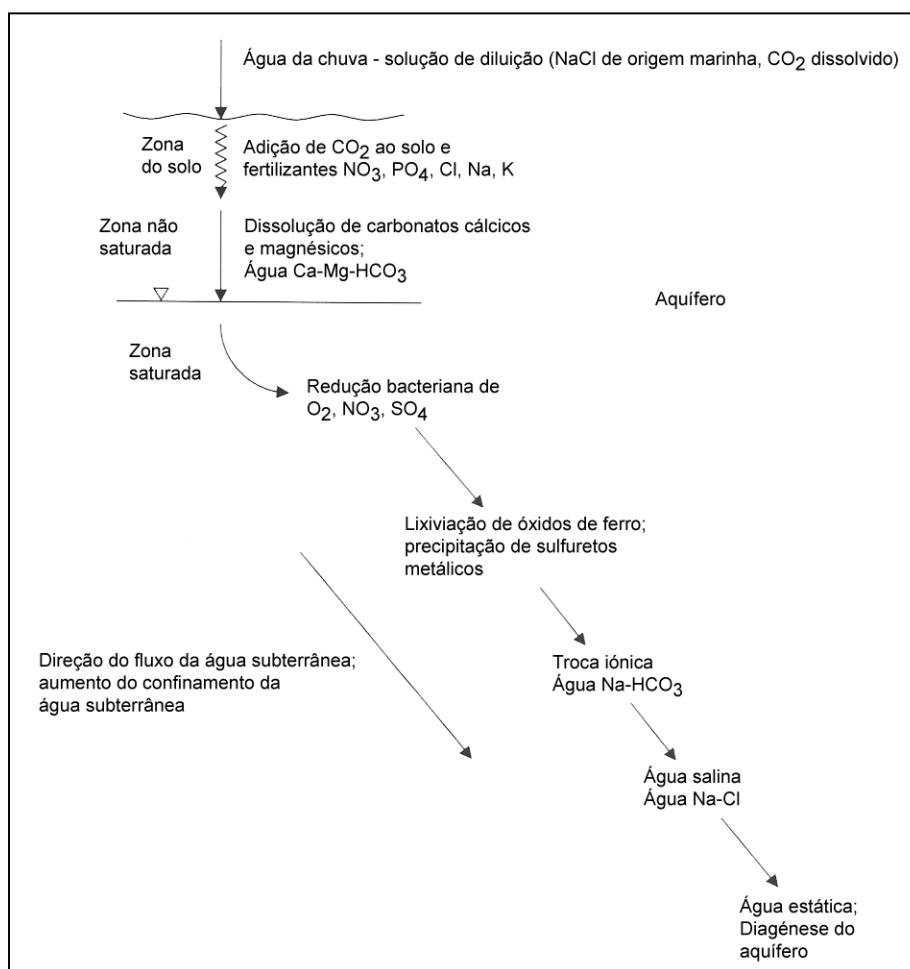 Água da chuva - solução de diluição (NaCl de origem marinha, CO2 dissolvido)
Zona
do solo
Adição de CO2 ao solo e
fertilizantes NO3, PO4, Cl, Na, K
Zona não
saturada
Dissolução de carbonatos cálcicos
e magnésicos;
Água Ca-Mg-HCO3
Aquífero
Zona
saturada
Redução bacteriana de
O2, NO3, SO4
Lixiviação de óxidos de ferro;
precipitação de sulfuretos
metálicos
Direção do fluxo da água subterrânea;
aumento do confinamento da
água subterrânea
Troca iónica
Água Na-HCO3
Água salina
Água Na-Cl
Água estática;
Diagénese do
aquífero